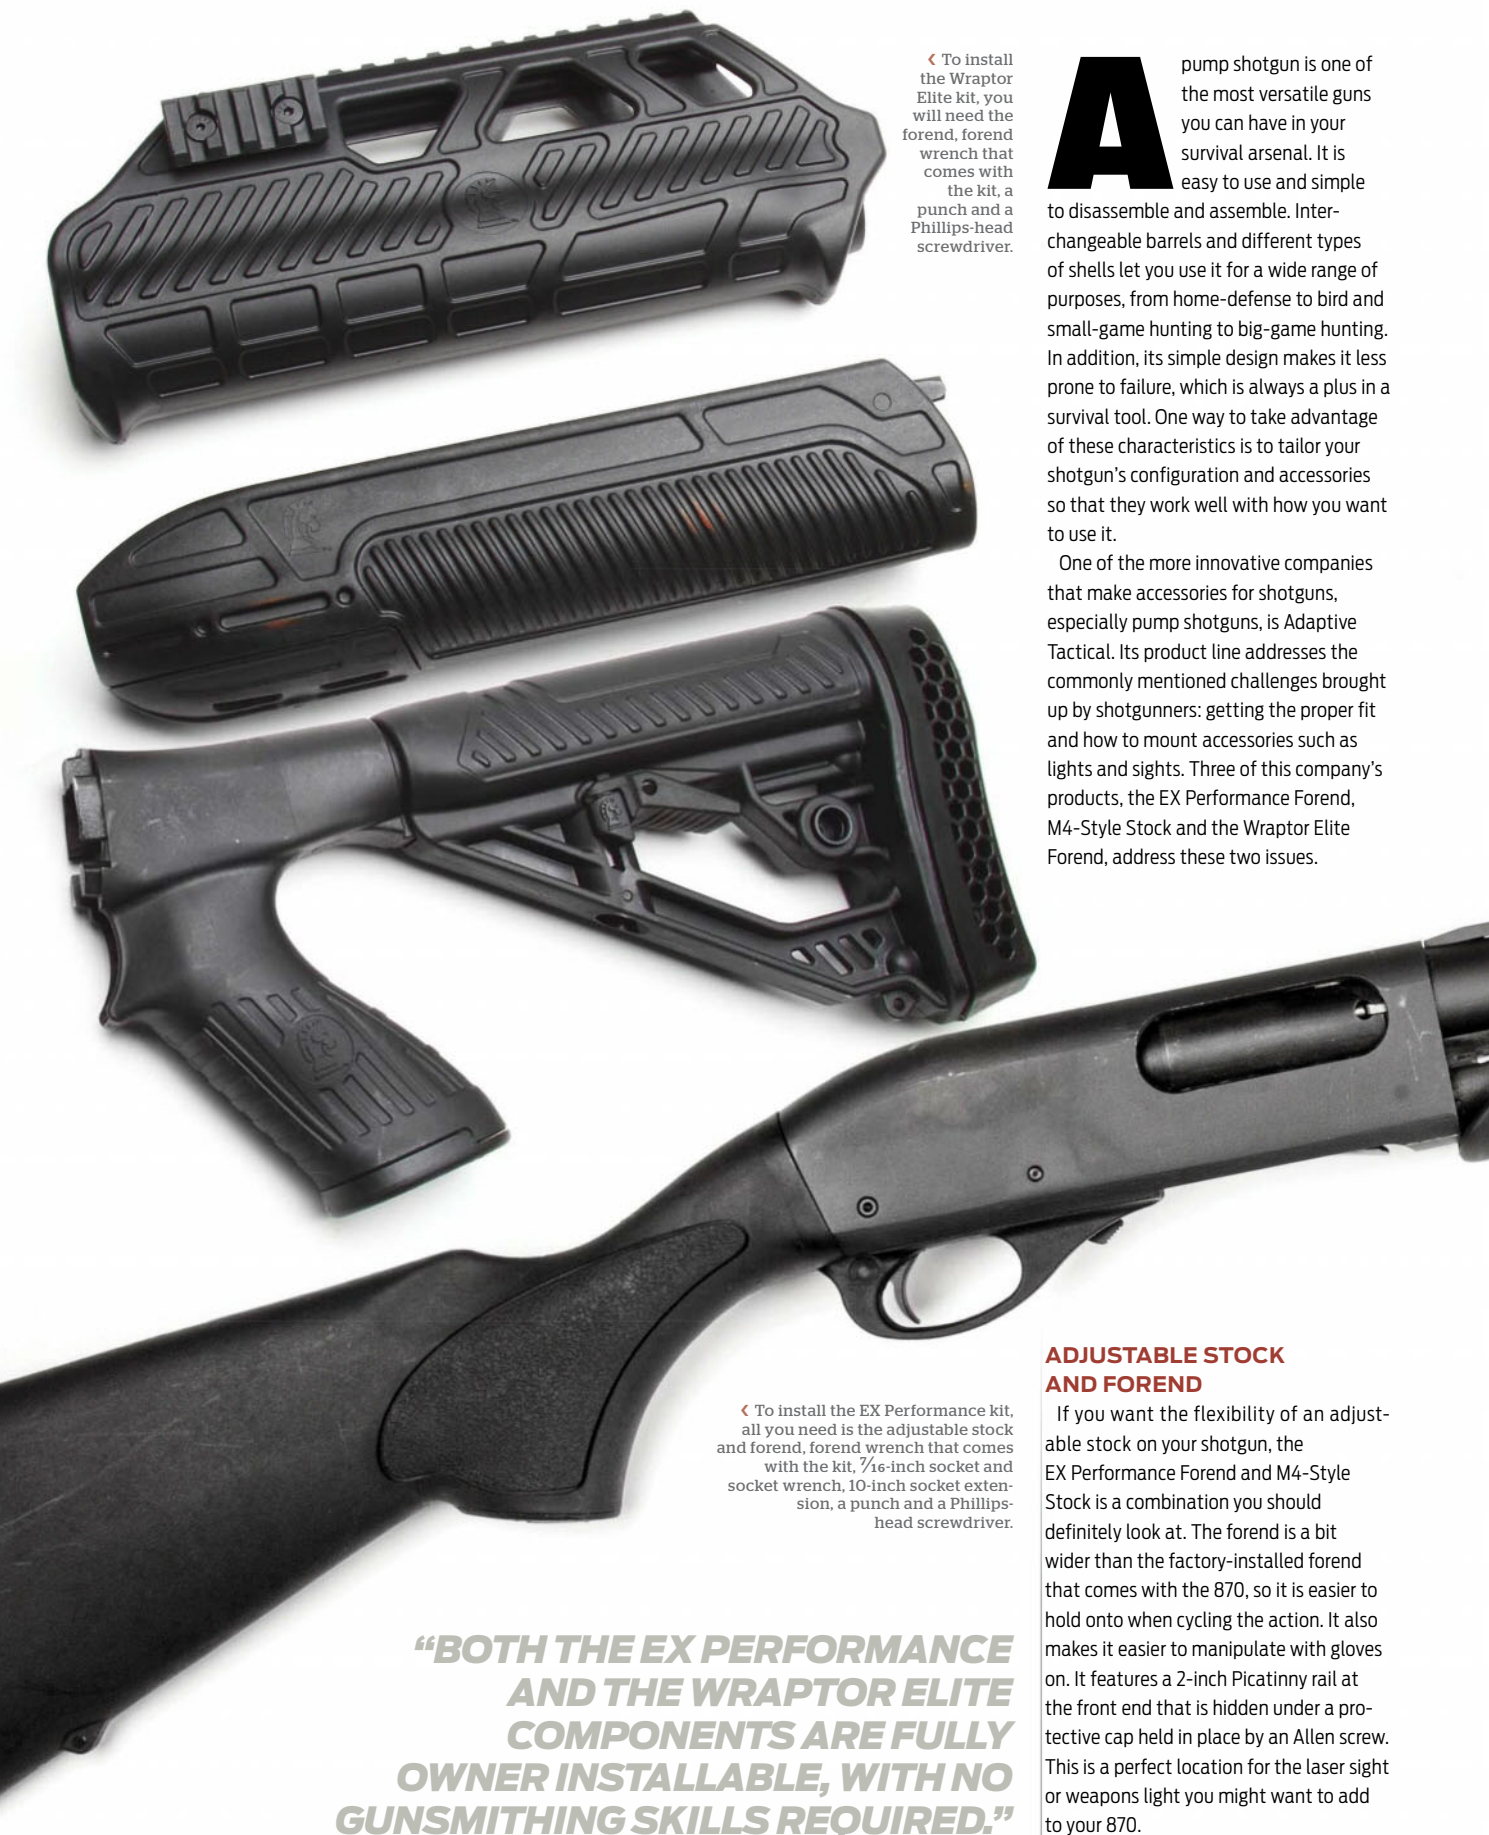 ‹ To install
the Wraptor
Elite kit, you
will need the
forend, forend
wrench that
comes with
the kit, a
punch and a
Phillips-head
screwdriver.
A pump shotgun is one of
the most versatile guns
you can have in your
survival arsenal. It is
easy to use and simple
to disassemble and assemble. Inter-
changeable barrels and different types
of shells let you use it for a wide range of
purposes, from home-defense to bird and
small-game hunting to big-game hunting.
In addition, its simple design makes it less
prone to failure, which is always a plus in a
survival tool. One way to take advantage
of these characteristics is to tailor your
shotgun's configuration and accessories
so that they work well with how you want
to use it.
One of the more innovative companies
that make accessories for shotguns,
especially pump shotguns, is Adaptive
Tactical. Its product line addresses the
commonly mentioned challenges brought
up by shotgunners: getting the proper fit
and how to mount accessories such as
lights and sights. Three of this company's
products, the EX Performance Forend,
M4-Style Stock and the Wraptor Elite
Forend, address these two issues.
‹ To install the EX Performance kit,
all you need is the adjustable stock
and forend, forend wrench that comes
with the kit, 7⁄16-inch socket and
socket wrench, 10-inch socket exten-
sion, a punch and a Phillips-
head screwdriver.
“BOTH THE EX PERFORMANCE
AND THE WRAPTOR ELITE
COMPONENTS ARE FULLY
OWNER INSTALLABLE, WITH NO
GUNSMITHING SKILLS REQUIRED.”
ADJUSTABLE STOCK
AND FOREND
If you want the flexibility of an adjust-
able stock on your shotgun, the
EX Performance Forend and M4-Style
Stock is a combination you should
definitely look at. The forend is a bit
wider than the factory-installed forend
that comes with the 870, so it is easier to
hold onto when cycling the action. It also
makes it easier to manipulate with gloves
on. It features a 2-inch Picatinny rail at
the front end that is hidden under a pro-
tective cap held in place by an Allen screw.
This is a perfect location for the laser sight
or weapons light you might want to add
to your 870.